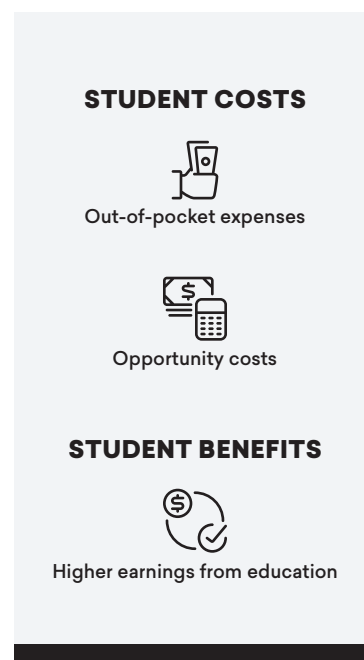 STUDENT COSTS
Out-of-pocket expenses
Opportunity costs
STUDENT BENEFITS
Higher earnings from education